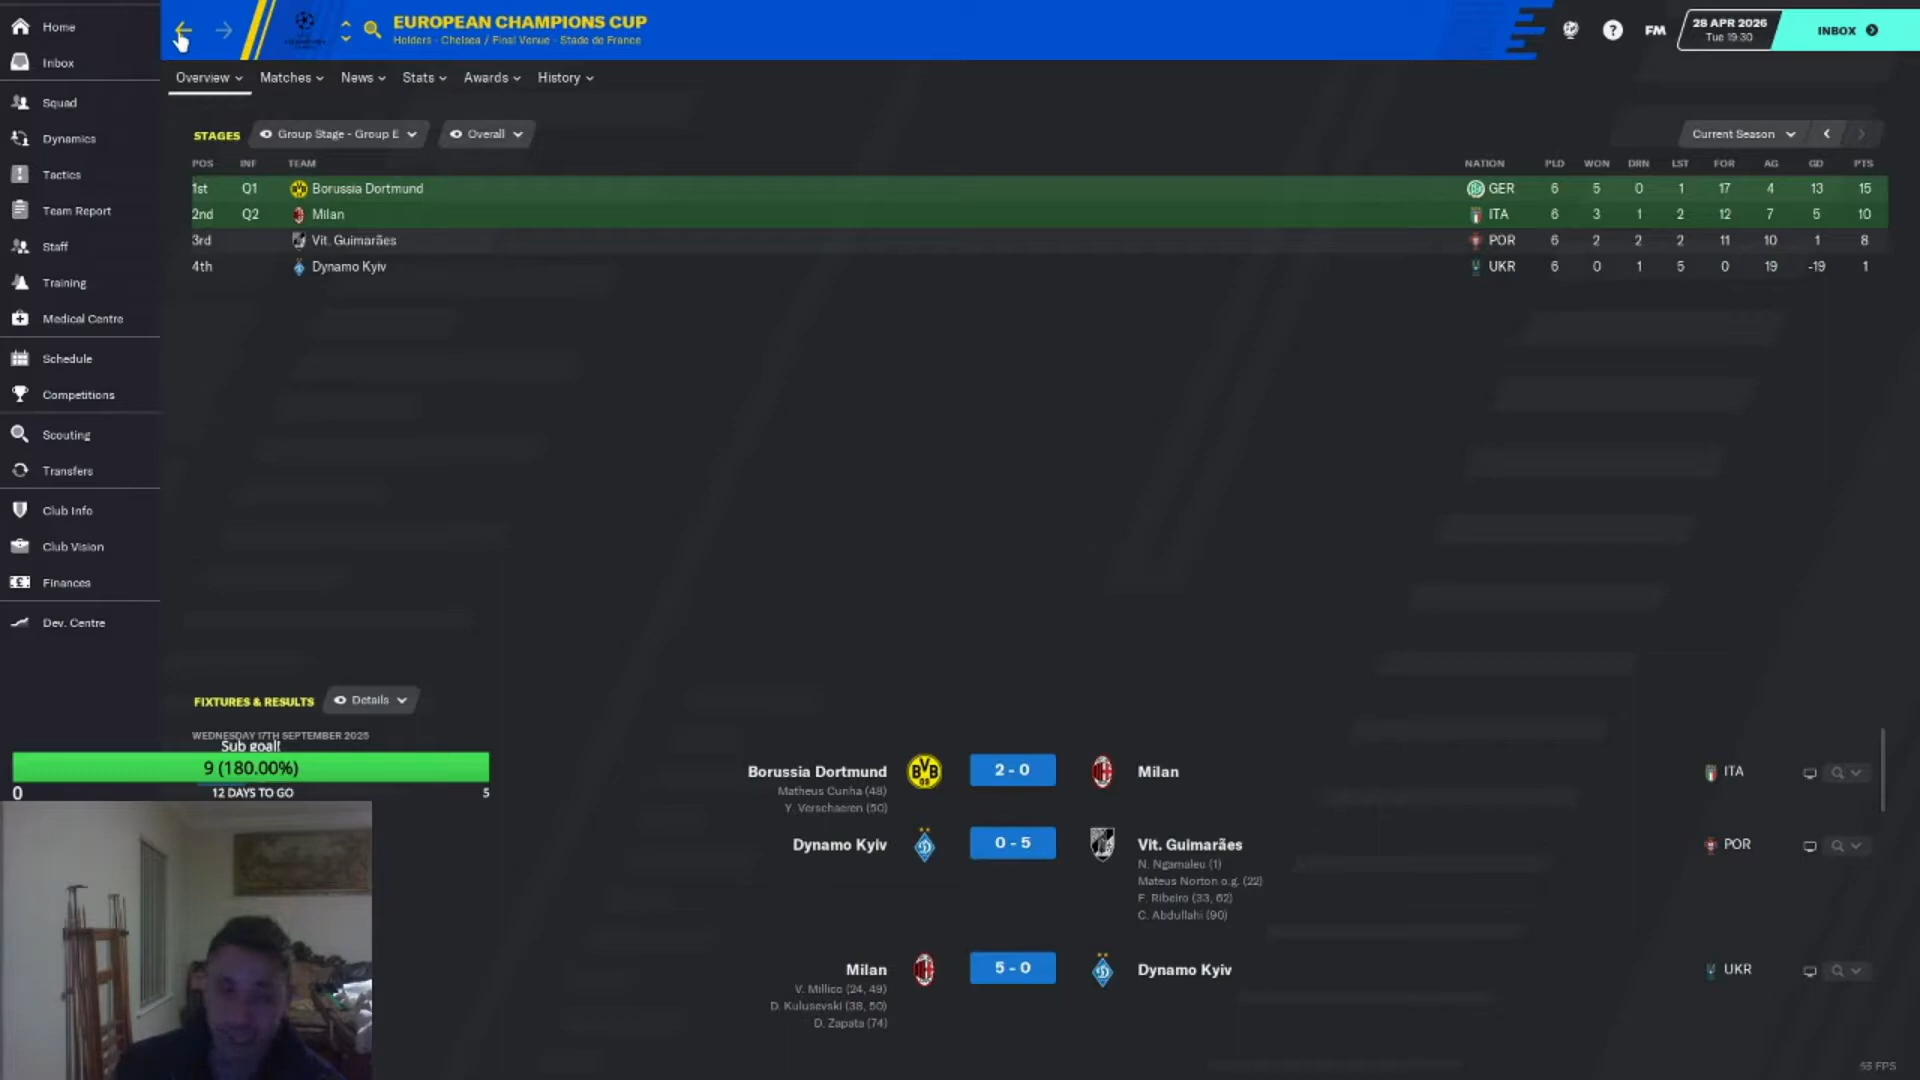 EUROPEAN CHAMPIONS CUP
Holders - Chelsea / Final Venue - Stade de France
FM
28 APR 2026
Tue 19:30
INBOX
Home
Inbox
Squad
Dynamics
Tactics
Team Report
Staff
Training
Medical Centre
Schedule
Competitions
Scouting
Transfers
Club Info
Club Vision
Finances
Dev. Centre
Overview Matches News Stats Awards History
STAGES Group Stage - Group E Overall Current Season
POS INF TEAM NATION PLD WON DRN LST FOR AG GD PTS
1st Q1 Borussia Dortmund GER 6 5 0 1 17 4 13 15
2nd Q2 Milan ITA 6 3 1 2 12 7 5 10
3rd Vit. Guimarães POR 6 2 2 2 11 10 1 8
4th Dynamo Kyiv UKR 6 0 1 5 0 19 -19 1
FIXTURES & RESULTS Details
WEDNESDAY 17TH SEPTEMBER 2025
Sub goal!
9 (180.00%)
0 12 DAYS TO GO 5
Borussia Dortmund 2 - 0 Milan ITA
Matheus Cunha (48)
Y. Verschaeren (50)
Dynamo Kyiv 0 - 5 Vit. Guimarães POR
N. Ngamaleu (1)
Mateus Norton o.g. (22)
F. Ribeiro (33, 62)
C. Abdullahi (90)
Milan 5 - 0 Dynamo Kyiv UKR
V. Millico (24, 49)
D. Kulusevski (38, 50)
D. Zapata (74)